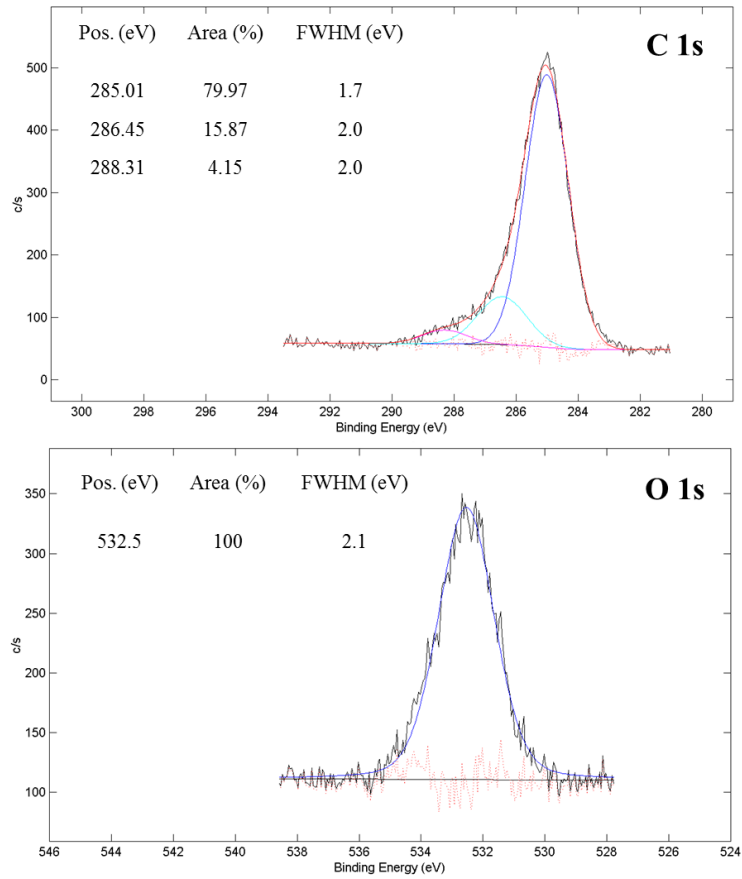 Pos. (eV) Area (%) FWHM (eV)
C 1s
285.01 79.97 1.7
286.45 15.87 2.0
288.31 4.15 2.0
500
400
300
200
100
0
c/s
300 298 296 294 292 290 288 286 284 282 280
Binding Energy (eV)
Pos. (eV) Area (%) FWHM (eV)
O 1s
532.5 100 2.1
350
300
250
200
150
100
c/s
546 544 542 540 538 536 534 532 530 528 526 524
Binding Energy (eV)